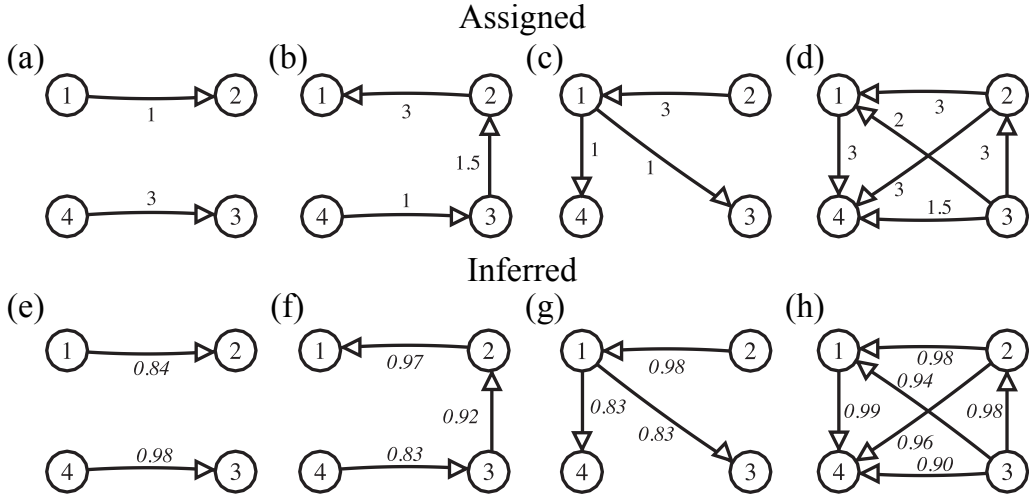 Assigned
(a) (b) (c) (d)
1 2 1 2 1 2 1 2
1 3 3 3
2
1.5 1 1 3 3
3 1 3 1.5
4 3 4 3 4 3 4 3
Inferred
(e) (f) (g) (h)
1 2 1 2 1 2 1 2
0.84 0.97 0.98 0.98
0.94
0.92 0.83 0.83 0.99 0.98
0.98 0.83 0.96 0.90
4 3 4 3 4 3 4 3